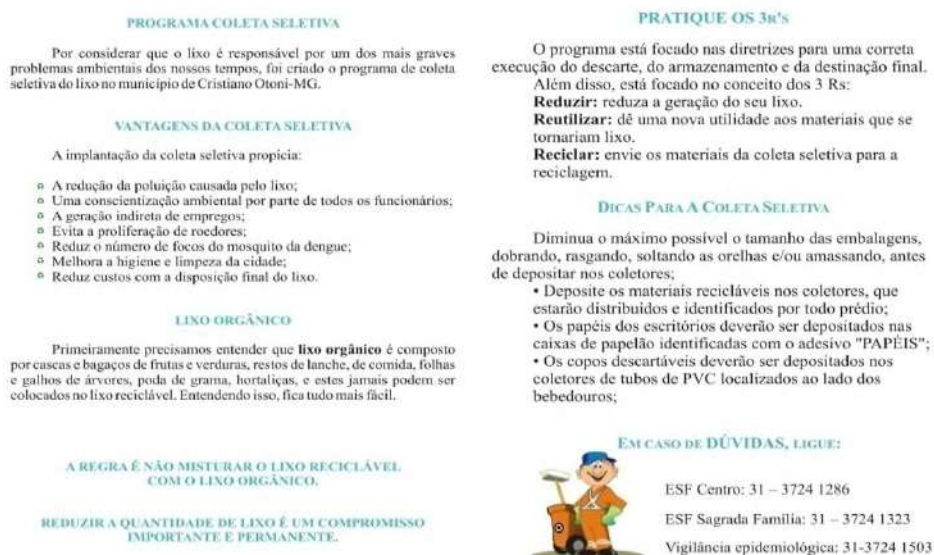 PROGRAMA COLETA SELETIVA
Por considerar que o lixo é responsável por um dos mais graves
problemas ambientais dos nossos tempos, foi criado o programa de coleta
seletiva do lixo no município de Cristiano Otoni-MG.
VANTAGENS DA COLETA SELETIVA
A implantação da coleta seletiva propicia:
A redução da poluição causada pelo lixo;
Uma conscientização ambiental por parte de todos os funcionários;
A geração indireta de empregos;
Evita a proliferação de roedores;
Reduz o número de focos do mosquito da dengue;
Melhora a higiene e limpeza da cidade;
Reduz custos com a disposição final do lixo.
LIXO ORGÂNICO
Primeiramente precisamos entender que lixo orgânico é composto
por cascas e bagaços de frutas e verduras, restos de lanche, de comida, folhas
e galhos de árvores, poda de grama, hortaliças, e estes jamais podem ser
colocados no lixo reciclável. Entendendo isso, fica tudo mais fácil.
A REGRA É NÃO MISTURAR O LIXO RECICLÁVEL
COM O LIXO ORGÂNICO.
REDUZIR A QUANTIDADE DE LIXO É UM COMPROMISSO
IMPORTANTE E PERMANENTE.
PRATIQUE OS 3R's
O programa está focado nas diretrizes para uma correta
execução do descarte, do armazenamento e da destinação final.
Além disso, está focado no conceito dos 3 Rs:
Reduzir: reduza a geração do seu lixo.
Reutilizar: dê uma nova utilidade aos materiais que se
tornariam lixo.
Reciclar: envie os materiais da coleta seletiva para a
reciclagem.
DICAS PARA A COLETA SELETIVA
Diminua o máximo possível o tamanho das embalagens,
dobrando, rasgando, soltando as orelhas e/ou amassando, antes
de depositar nos coletores;
• Deposite os materiais recicláveis nos coletores, que
estarão distribuídos e identificados por todo prédio;
• Os papéis dos escritórios deverão ser depositados nas
caixas de papelão identificadas com o adesivo "PAPÉIS";
• Os copos descartáveis deverão ser depositados nos
coletores de tubos de PVC localizados ao lado dos
bebedouros;
EM CASO DE DÚVIDAS, LIGUE:
ESF Centro: 31 – 3724 1286
ESF Sagrada Família: 31 – 3724 1323
Vigilância epidemiológica: 31-3724 1503